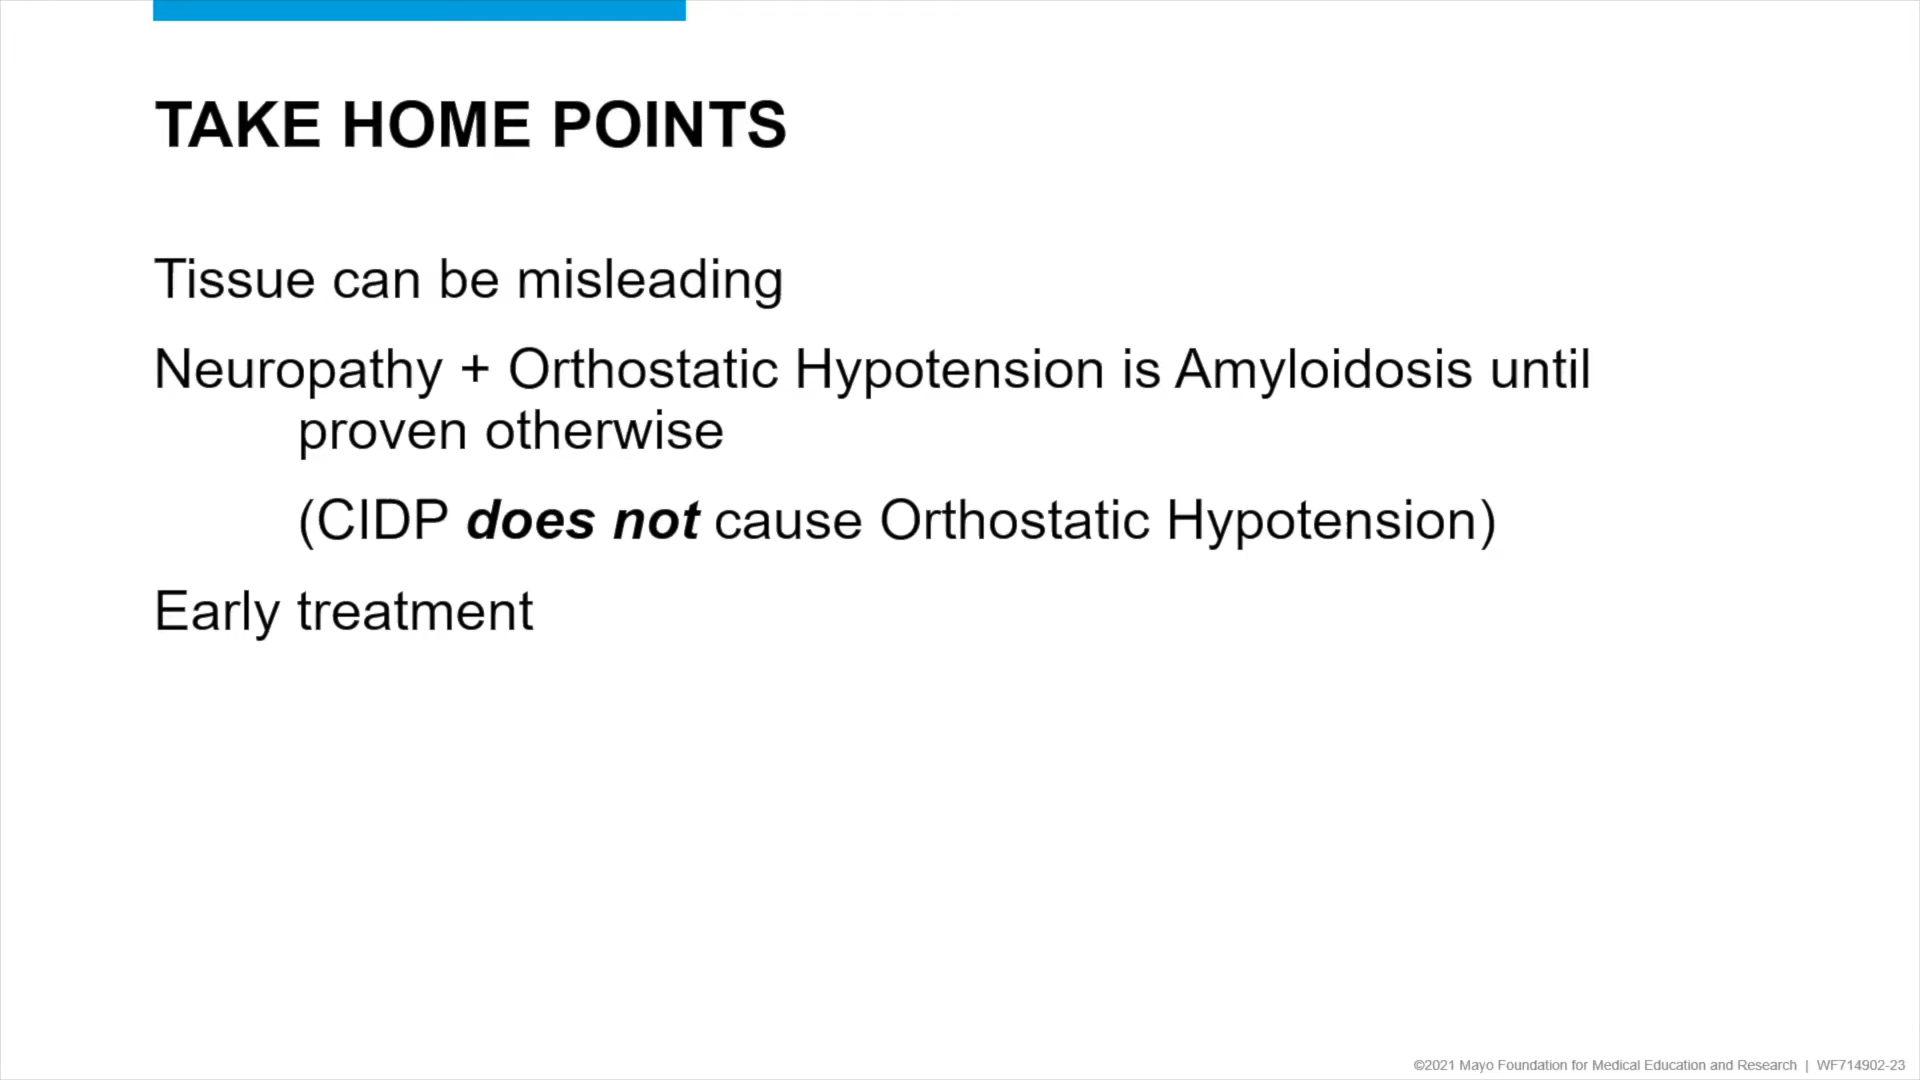 TAKE HOME POINTS
Tissue can be misleading
Neuropathy + Orthostatic Hypotension is Amyloidosis until
proven otherwise
(CIDP does not cause Orthostatic Hypotension)
Early treatment
©2021 Mayo Foundation for Medical Education and Research | WF714902-23